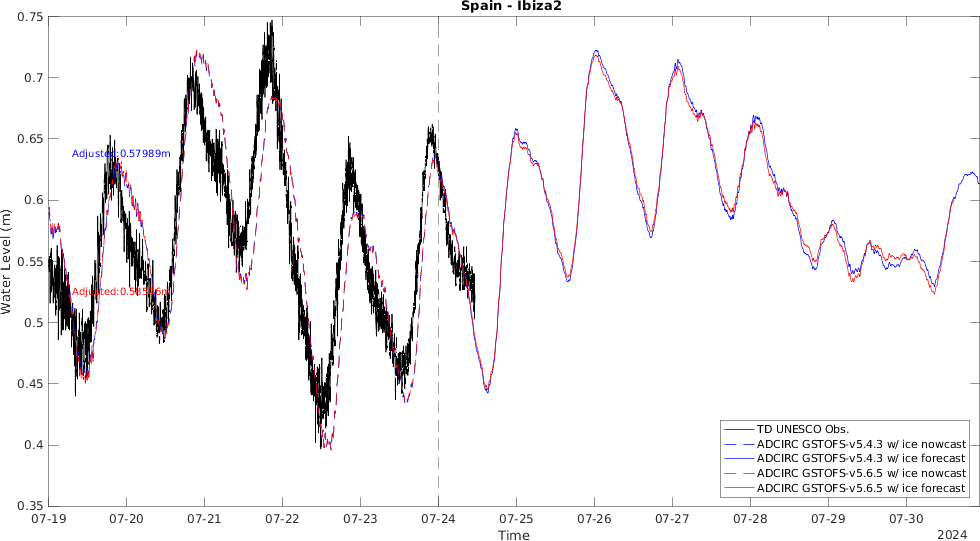 Spain - Ibiza2
0.75
0.7
0.65
0.6
0.55
0.5
0.45
0.4
0.35
Water Level (m)
Adjusted:0.57989m
07-19
07-20
07-21
07-22
07-23
07-24
07-25
07-26
07-27
07-28
07-29
07-30
Time
2024
TD UNESCO Obs.
ADCIRC GSTOFS-v5.4.3 w/ ice nowcast
ADCIRC GSTOFS-v5.4.3 w/ ice forecast
ADCIRC GSTOFS-v5.6.5 w/ ice nowcast
ADCIRC GSTOFS-v5.6.5 w/ ice forecast